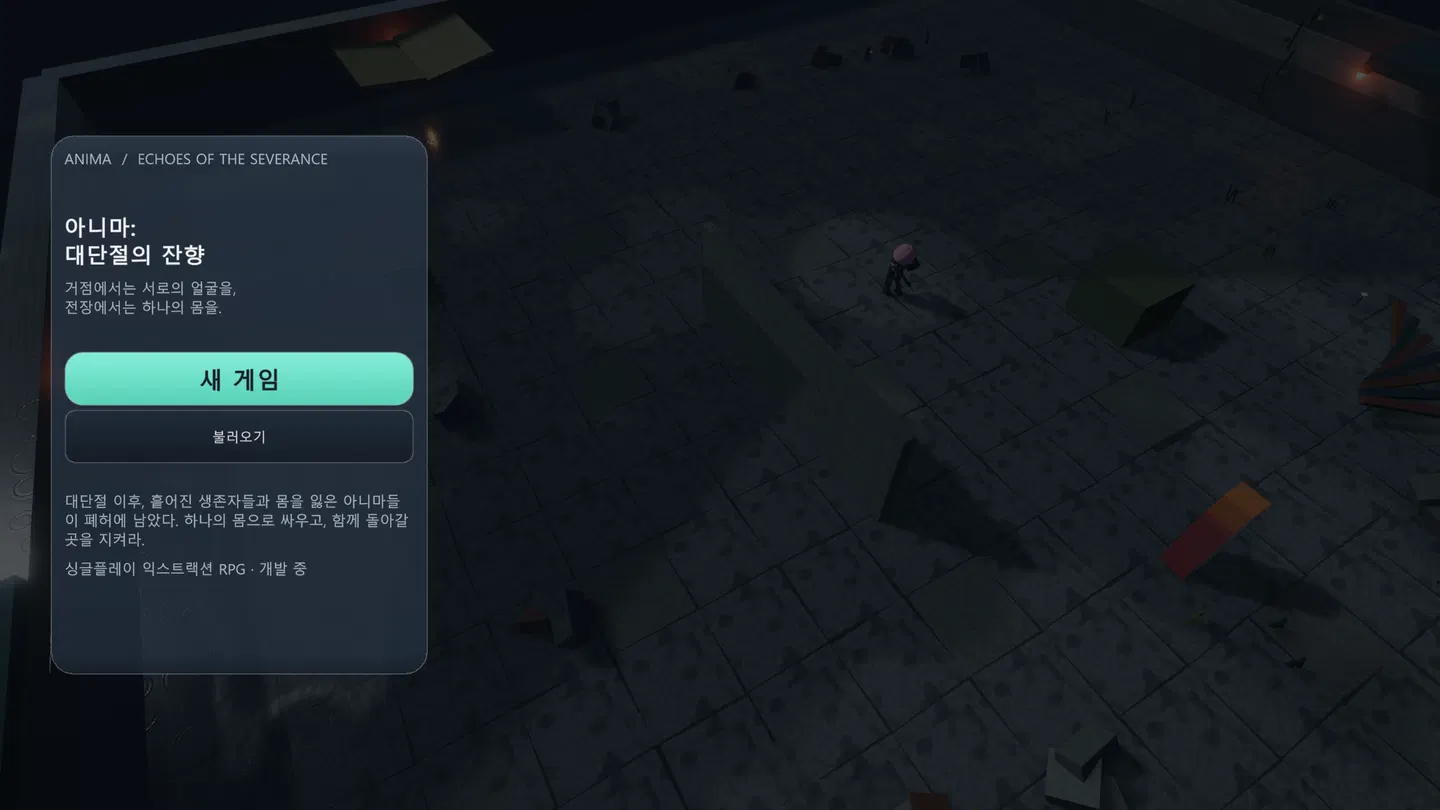 ANIMA / ECHOES OF THE SEVERANCE
아니마:
대단절의 잔향
거점에서는 서로의 얼굴을,
전장에서는 하나의 몸을.
새 게임
불러오기
대단절 이후, 흩어진 생존자들과 몸을 잃은 아니마들
이 폐허에 남았다. 하나의 몸으로 싸우고, 함께 돌아갈
곳을 지켜라.
싱글플레이 익스트랙션 RPG · 개발 중